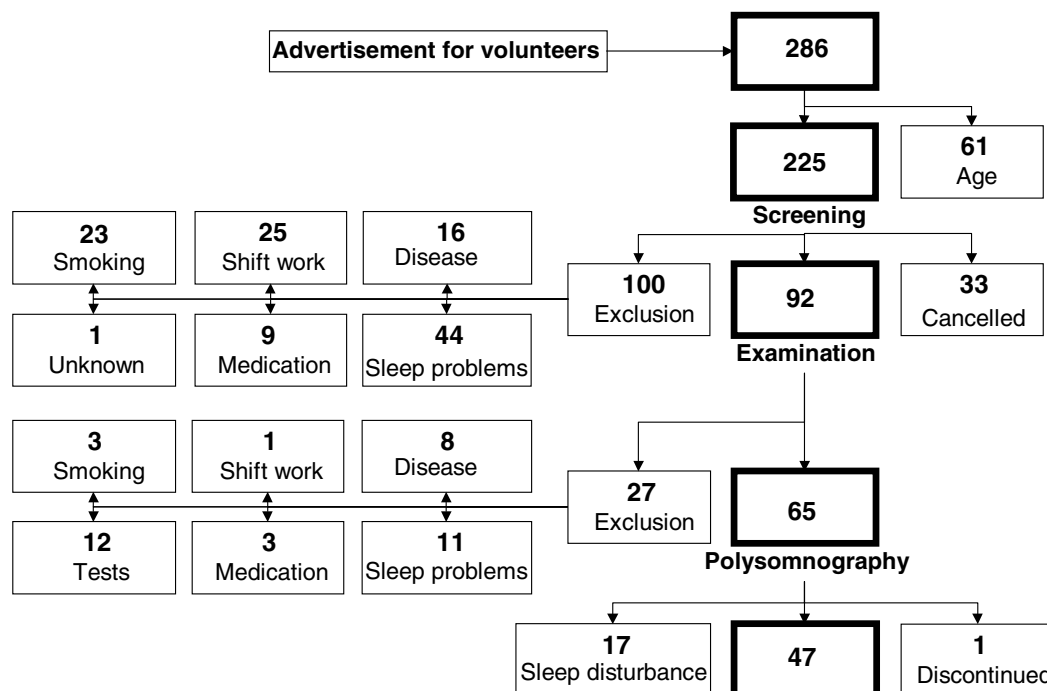 Advertisement for volunteers
286
225
Screening
61
Age
23
Smoking
25
Shift work
16
Disease
100
Exclusion
92
Examination
33
Cancelled
1
Unknown
9
Medication
44
Sleep problems
3
Smoking
1
Shift work
8
Disease
27
Exclusion
65
Polysomnography
12
Tests
3
Medication
11
Sleep problems
17
Sleep disturbance
47
1
Discontinued